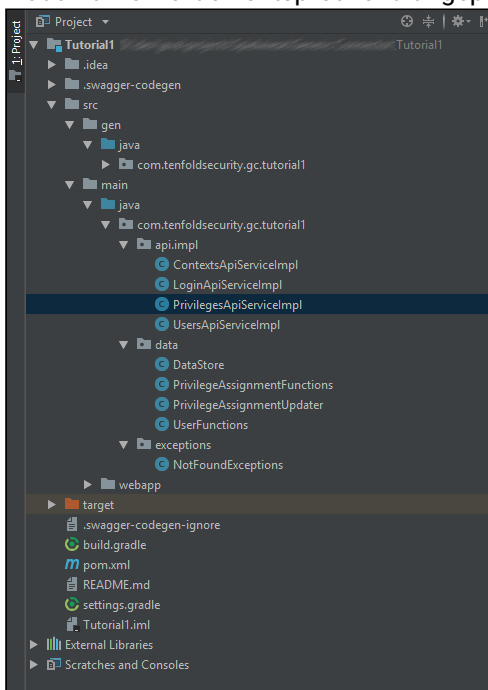 Project
1: Project
Tutorial1 Tutorial1
.idea
.swagger-codegen
src
gen
java
com.tenfoldsecurity.gc.tutorial1
main
java
com.tenfoldsecurity.gc.tutorial1
api.impl
ContextsApiServiceImpl
LoginApiServiceImpl
PrivilegesApiServiceImpl
UsersApiServiceImpl
data
DataStore
PrivilegeAssignmentFunctions
PrivilegeAssignmentUpdater
UserFunctions
exceptions
NotFoundExceptions
webapp
target
.swagger-codegen-ignore
build.gradle
pom.xml
README.md
settings.gradle
Tutorial1.iml
External Libraries
Scratches and Consoles